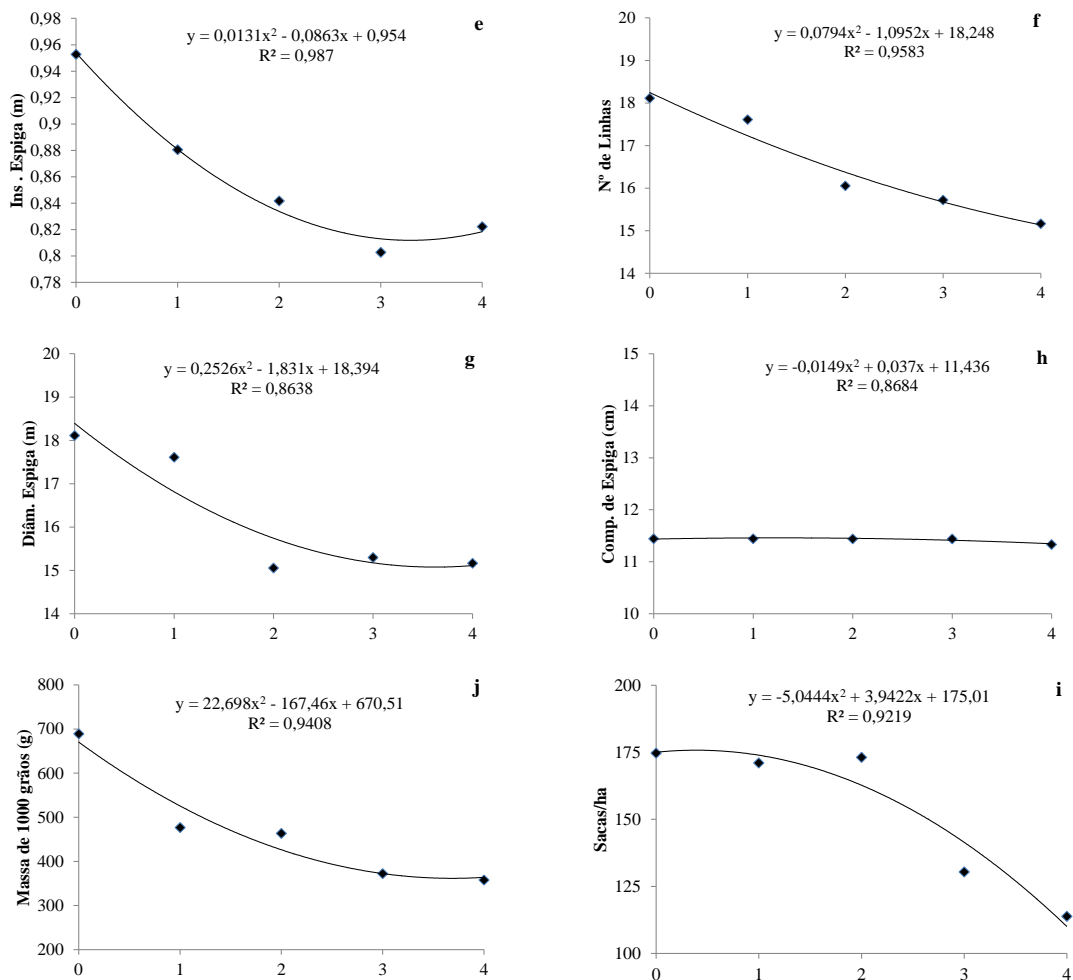 e
y = 0,0131x² - 0,0863x + 0,954
R² = 0,987
Ins . Espiga (m)
0,98
0,96
0,94
0,92
0,9
0,88
0,86
0,84
0,82
0,8
0,78
0 1 2 3 4
f
y = 0,0794x² - 1,0952x + 18,248
R² = 0,9583
Nº de Linhas
20
19
18
17
16
15
14
0 1 2 3 4
g
y = 0,2526x² - 1,831x + 18,394
R² = 0,8638
Diâm. Espiga (m)
20
19
18
17
16
15
14
0 1 2 3 4
h
y = -0,0149x² + 0,037x + 11,436
R² = 0,8684
Comp. de Espiga (cm)
15
14
13
12
11
10
0 1 2 3 4
j
y = 22,698x² - 167,46x + 670,51
R² = 0,9408
Massa de 1000 grãos (g)
800
700
600
500
400
300
200
0 1 2 3 4
i
y = -5,0444x² + 3,9422x + 175,01
R² = 0,9219
Sacas/ha
200
175
150
125
100
0 1 2 3 4